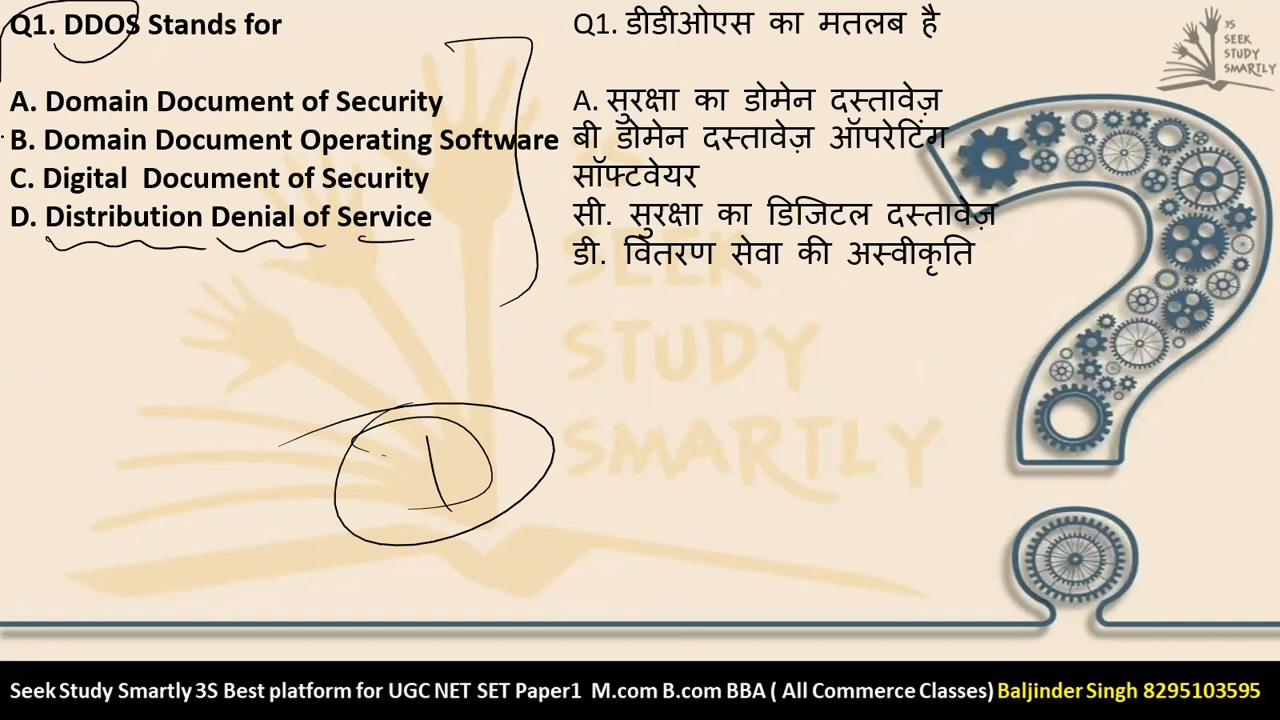 Q1. DDOS Stands for
A. Domain Document of Security
B. Domain Document Operating Software
C. Digital  Document of Security
D. Distribution Denial of Service
Q1. डीडीओएस का मतलब है
A. सुरक्षा का डोमेन दस्तावेज़
बी डोमेन दस्तावेज़ ऑपरेटिंग
सॉफ्टवेयर
सी. सुरक्षा का डिजिटल दस्तावेज़
डी. वितरण सेवा की अस्वीकृति
3S
SEEK
STUDY
SMARTLY
3S
SEEK
STUDY
SMARTLY
D
Seek Study Smartly 3S Best platform for UGC NET SET Paper1  M.com B.com BBA ( All Commerce Classes) Baljinder Singh 8295103595